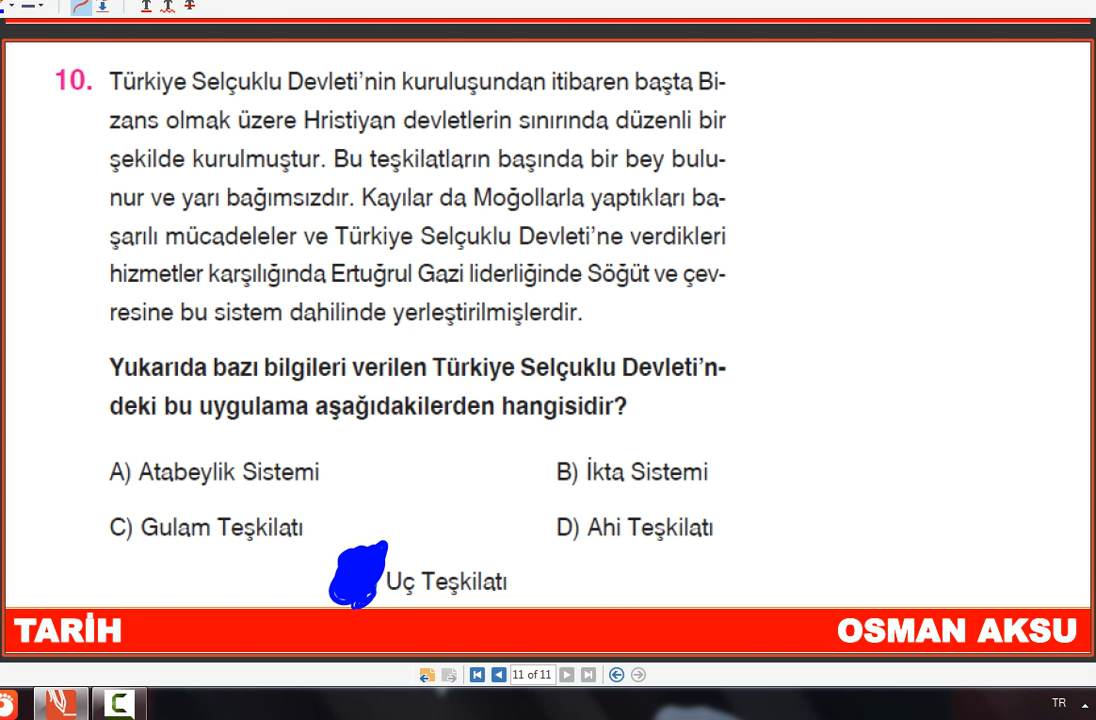 10. Türkiye Selçuklu Devleti’nin kuruluşundan itibaren başta Bi-
zans olmak üzere Hristiyan devletlerin sınırında düzenli bir
şekilde kurulmuştur. Bu teşkilatların başında bir bey bulu-
nur ve yarı bağımsızdır. Kayılar da Moğollarla yaptıkları ba-
şarılı mücadeleler ve Türkiye Selçuklu Devleti’ne verdikleri
hizmetler karşılığında Ertuğrul Gazi liderliğinde Söğüt ve çev-
resine bu sistem dahilinde yerleştirilmişlerdir.
Yukarıda bazı bilgileri verilen Türkiye Selçuklu Devleti’n-
deki bu uygulama aşağıdakilerden hangisidir?
A) Atabeylik Sistemi
B) İkta Sistemi
C) Gulam Teşkilatı
D) Ahi Teşkilatı
Uç Teşkilatı
TARİH
OSMAN AKSU
11 of 11
TR